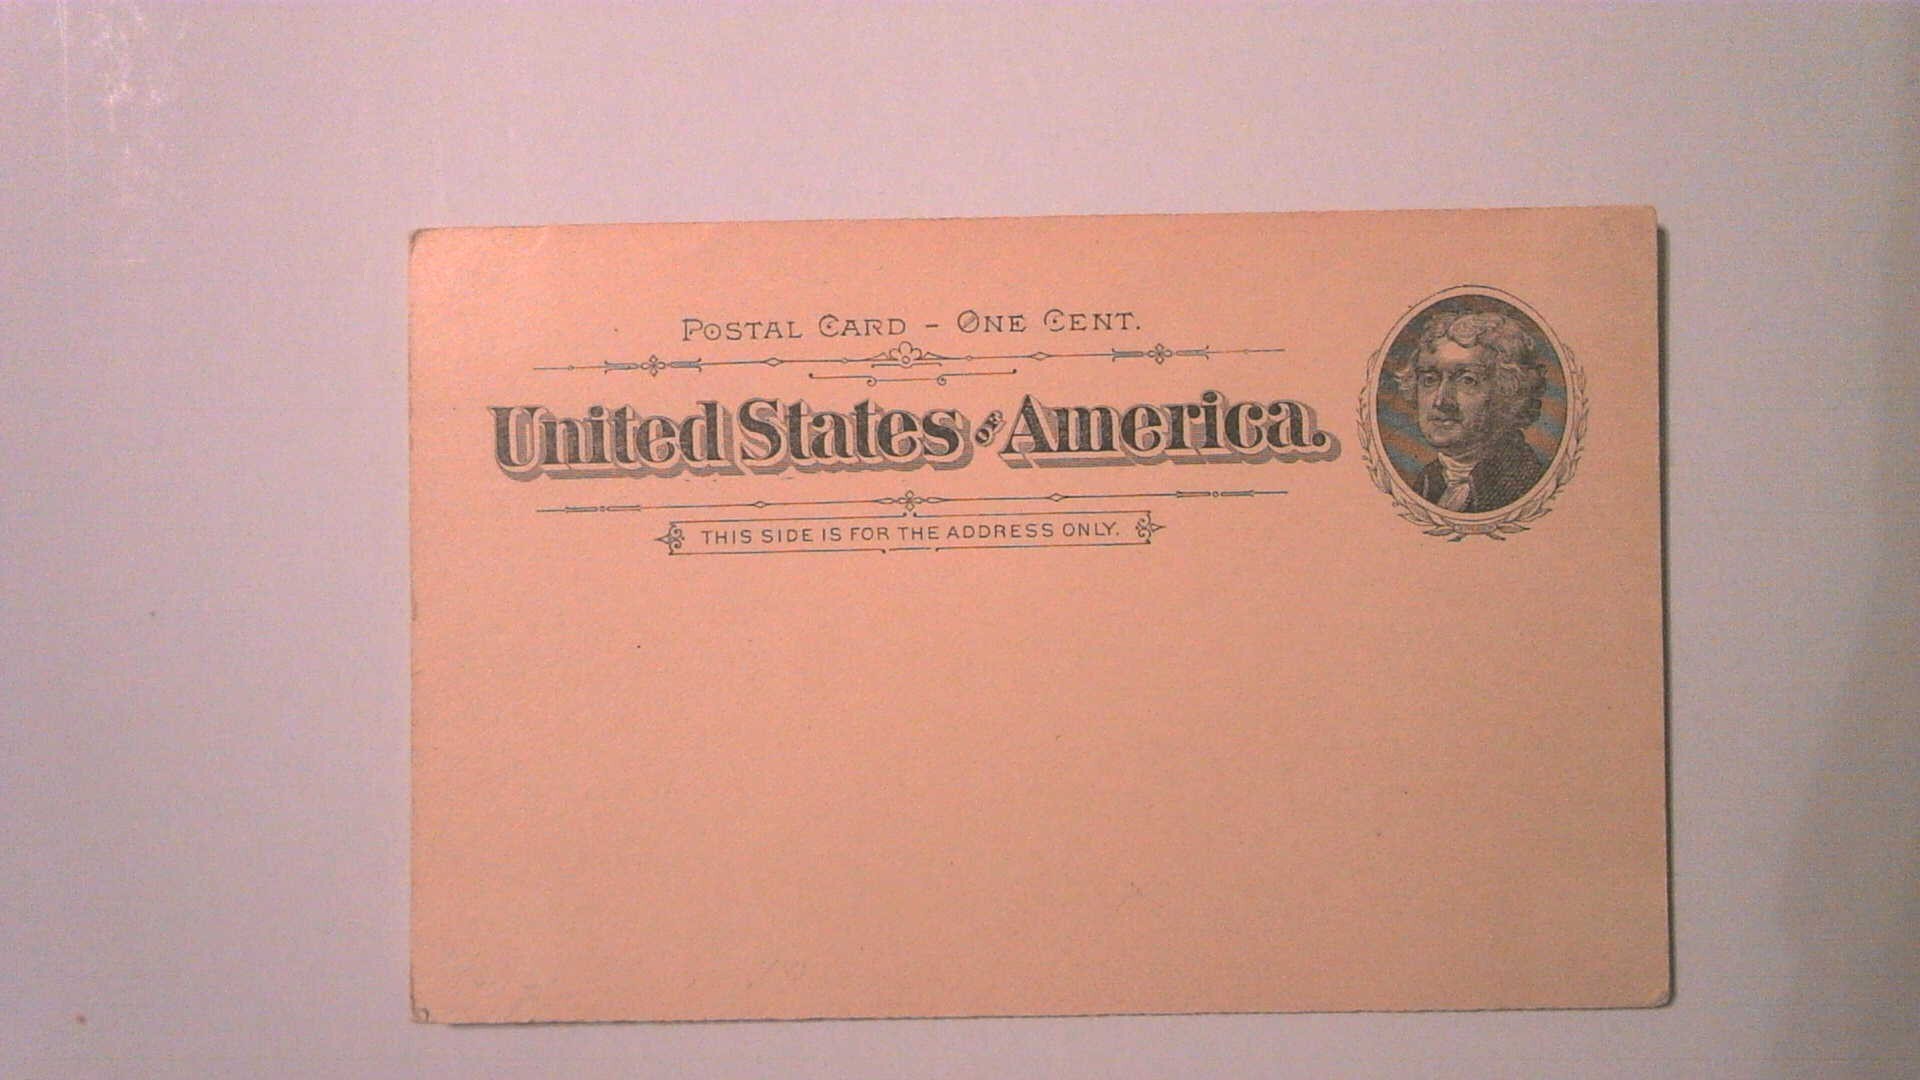 POSTAL CARD - ONE CENT.
United States OF America.
THIS SIDE IS FOR THE ADDRESS ONLY.